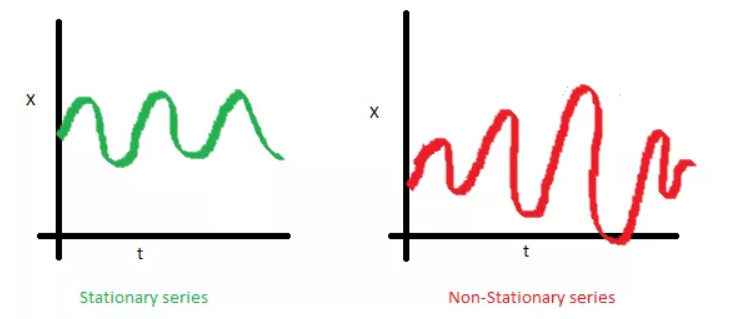 X
t
Stationary series
X
t
Non-Stationary series